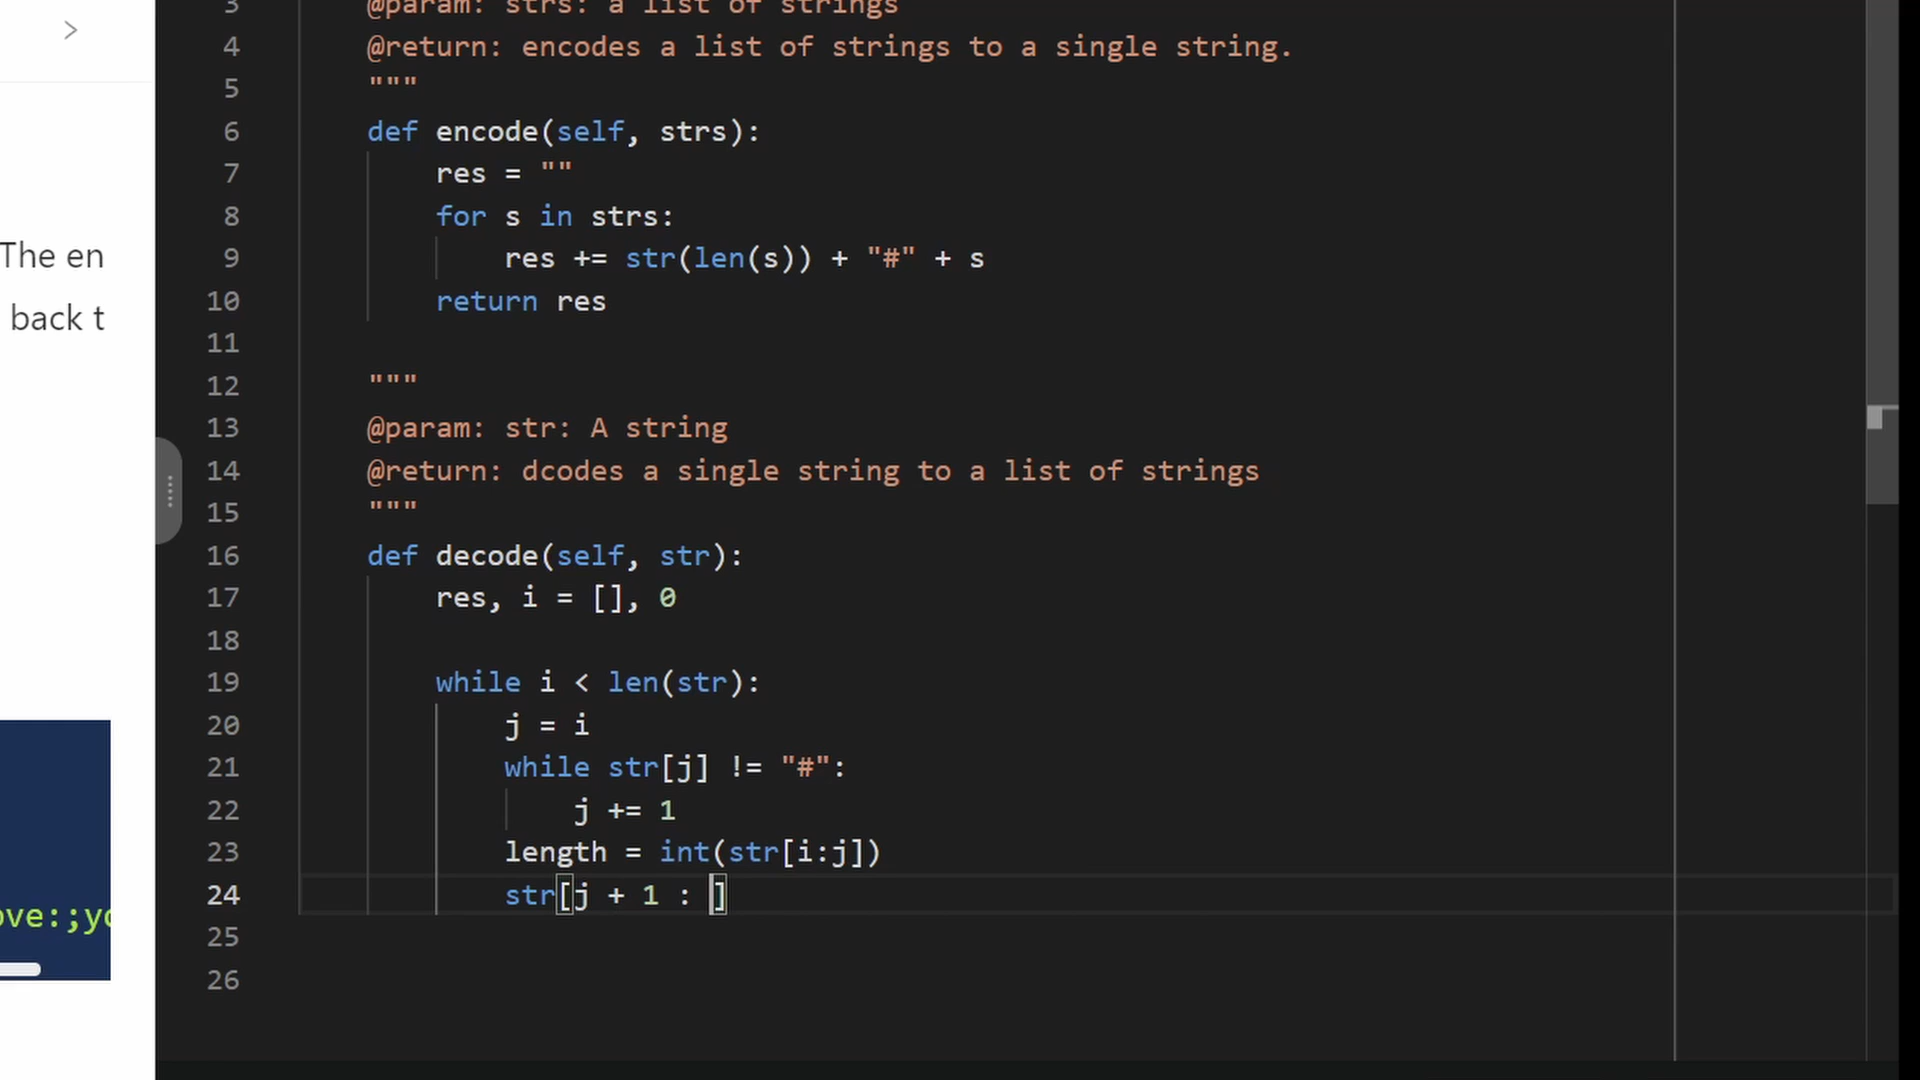 >
The en
back t
ove:;yo
3 @param: strs: a list of strings
4 @return: encodes a list of strings to a single string.
5 """
6 def encode(self, strs):
7 res = ""
8 for s in strs:
9 res += str(len(s)) + "#" + s
10 return res
11
12 """
13 @param: str: A string
14 @return: dcodes a single string to a list of strings
15 """
16 def decode(self, str):
17 res, i = [], 0
18
19 while i < len(str):
20 j = i
21 while str[j] != "#":
22 j += 1
23 length = int(str[i:j])
24 str[j + 1 : ]
25
26